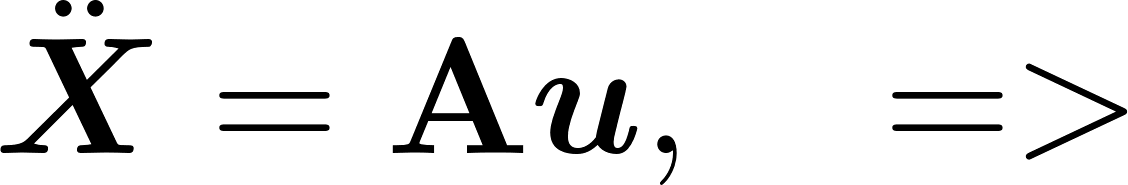 Ẍ = Au, =>